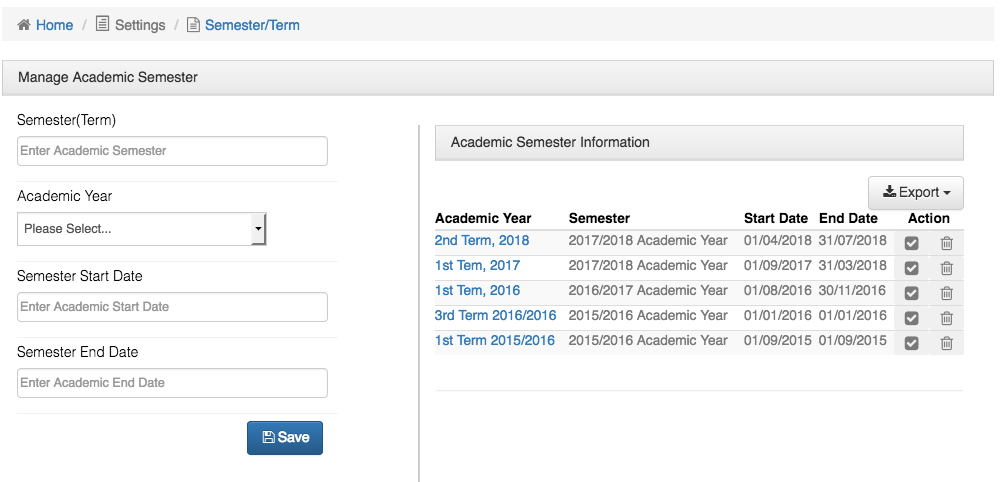 Home / Settings / Semester/Term
Manage Academic Semester
Semester(Term)
Enter Academic Semester
Academic Year
Please Select...
Semester Start Date
Enter Academic Start Date
Semester End Date
Enter Academic End Date
Save
Academic Semester Information
Export
Academic Year Semester Start Date End Date Action
2nd Term, 2018 2017/2018 Academic Year 01/04/2018 31/07/2018
1st Tem, 2017 2017/2018 Academic Year 01/09/2017 31/03/2018
1st Tem, 2016 2016/2017 Academic Year 01/08/2016 30/11/2016
3rd Term 2016/2016 2015/2016 Academic Year 01/01/2016 01/01/2016
1st Term 2015/2016 2015/2016 Academic Year 01/09/2015 01/09/2015